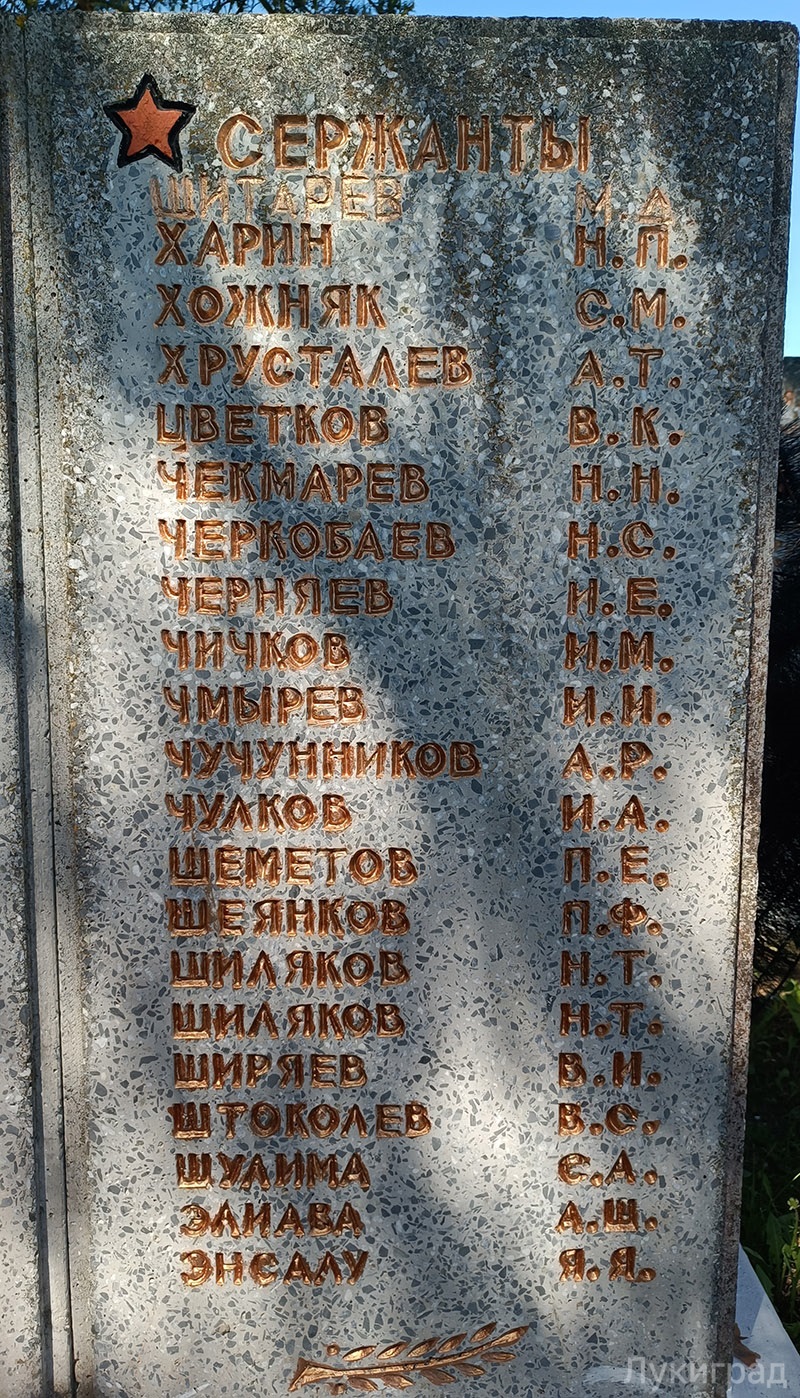 СЕРЖАНТЫ
ШИТАРЕВ М.Д.
ХАРИН Н.П.
ХОЖНЯК С.М.
ХРУСТАЛЕВ А.Т.
ЦВЕТКОВ В.К.
ЧЕКМАРЕВ Н.Н.
ЧЕРКОБАЕВ Н.С.
ЧЕРНЯЕВ И.Е.
ЧИЧКОВ И.М.
ЧМЫРЕВ И.И.
ЧУЧУННИКОВ А.Р.
ЧУЛКОВ И.А.
ШЕМЕТОВ П.Е.
ШЕЯНКОВ П.Ф.
ШИЛЯКОВ Н.Т.
ШИЛЯКОВ Н.Т.
ШИРЯЕВ В.И.
ШТОКОЛЕВ В.С.
ШУЛИМА С.А.
ЭЛИАВА А.Ш.
ЭНСАЛУ Я.Я.
Лукиград